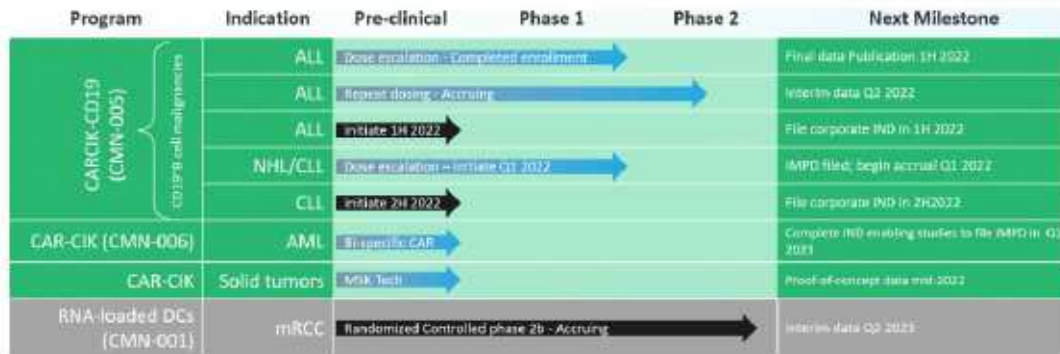 Program Indication Pre-clinical Phase 1 Phase 2 Next Milestone
CARCIK-CD19
(CMN-005)
CD19+B cell malignancies
ALL Dose escalation - Completed enrollment Final data Publication 1H 2022
ALL Repeat dosing - Accruing Interim data Q2 2022
ALL Initiate 1H 2022 File corporate IND in 1H 2022
NHL/CLL Dose escalation – Initiate Q1 2022 IMPD filed; begin accrual Q1 2022
CLL Initiate 2H 2022 File corporate IND in 2H2022
CAR-CIK (CMN-006) AML Bi-specific CAR Complete IND enabling studies to file IMPD in
2023
CAR-CIK Solid tumors MSK Tech Proof-of-concept data mid-2022
RNA-loaded DCs
(CMN-001)
mRCC Randomized Controlled phase 2b - Accruing Interim data Q2 2023